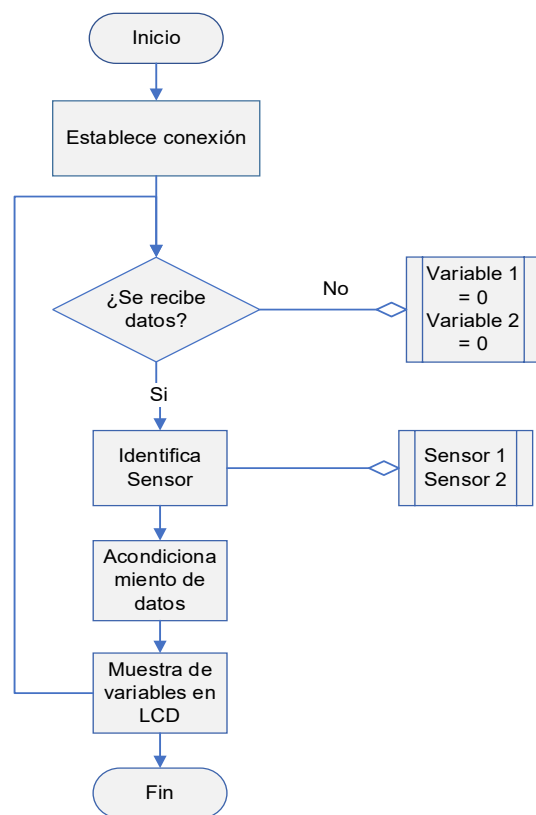 Inicio
Establece conexión
¿Se recibe
datos?
No
Variable 1
= 0
Variable 2
= 0
Si
Identifica
Sensor
Sensor 1
Sensor 2
Acondiciona
miento de
datos
Muestra de
variables en
LCD
Fin